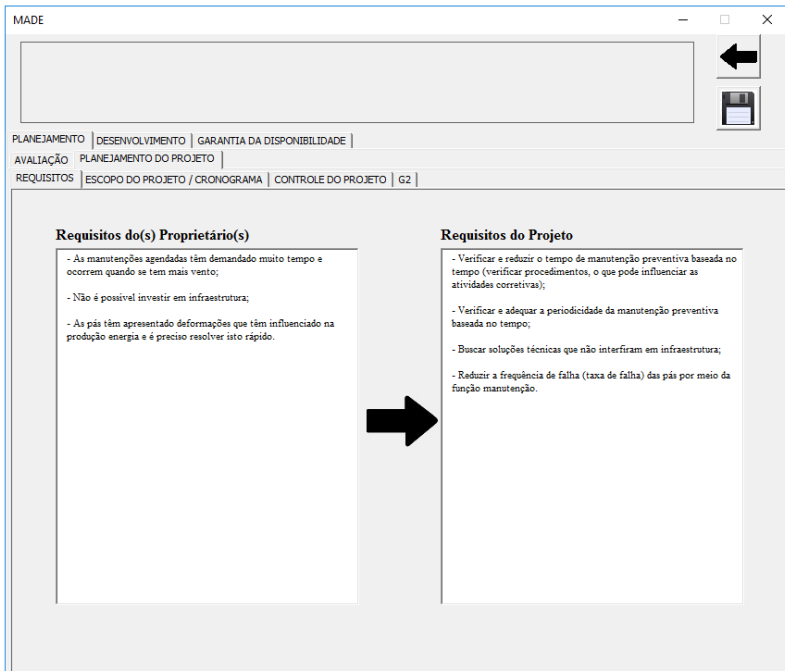 MADE
PLANEJAMENTO DESENVOLVIMENTO GARANTIA DA DISPONIBILIDADE
AVALIAÇÃO PLANEJAMENTO DO PROJETO
REQUISITOS ESCOPO DO PROJETO / CRONOGRAMA CONTROLE DO PROJETO G2
Requisitos do(s) Proprietário(s)
- As manutenções agendadas têm demandado muito tempo e
ocorrem quando se tem mais vento;
- Não é possivel investir em infraestrutura;
- As pás têm apresentado deformações que têm influenciado na
produção energia e é preciso resolver isto rápido.
Requisitos do Projeto
- Verificar e reduzir o tempo de manutenção preventiva baseada no
tempo (verificar procedimentos, o que pode influenciar as
atividades corretivas);
- Verificar e adequar a periodicidade da manutenção preventiva
baseada no tempo;
- Buscar soluções técnicas que não interfiram em infraestrutura;
- Reduzir a frequência de falha (taxa de falha) das pás por meio da
função manutenção.